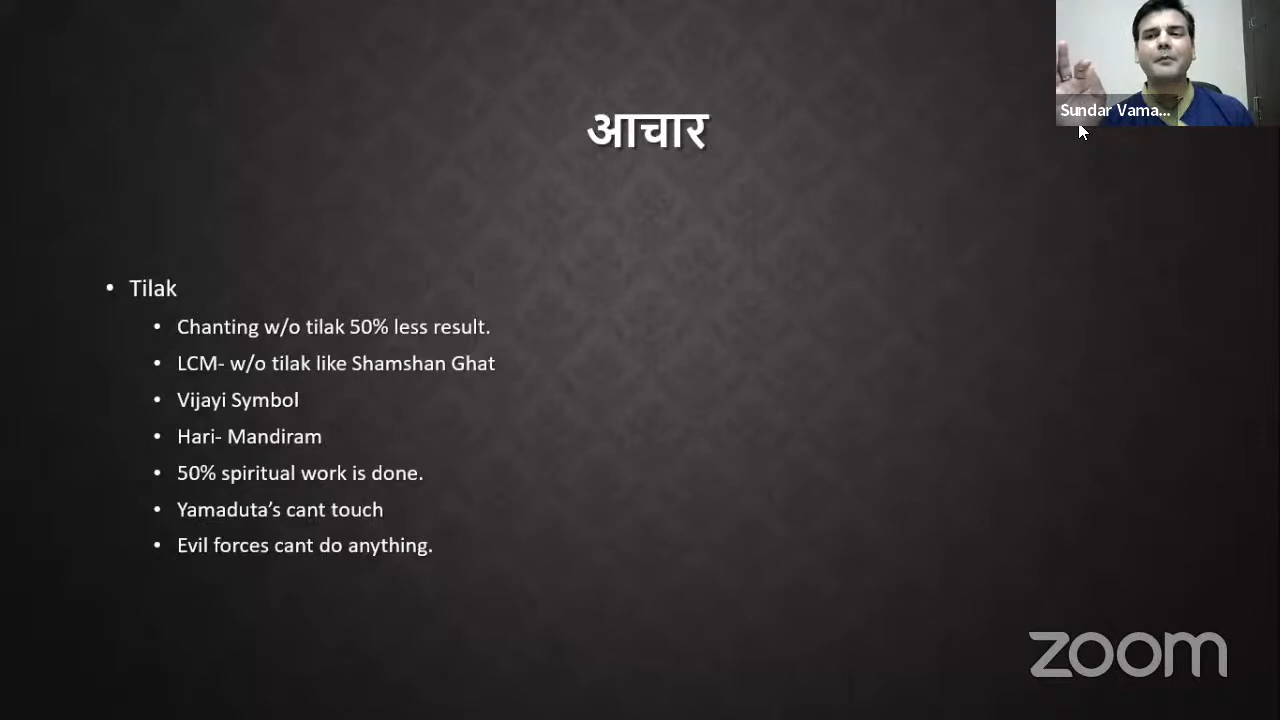 आचार
Sundar Vama...
Tilak
Chanting w/o tilak 50% less result.
LCM- w/o tilak like Shamshan Ghat
Vijayi Symbol
Hari- Mandiram
50% spiritual work is done.
Yamaduta’s cant touch
Evil forces cant do anything.
zoom